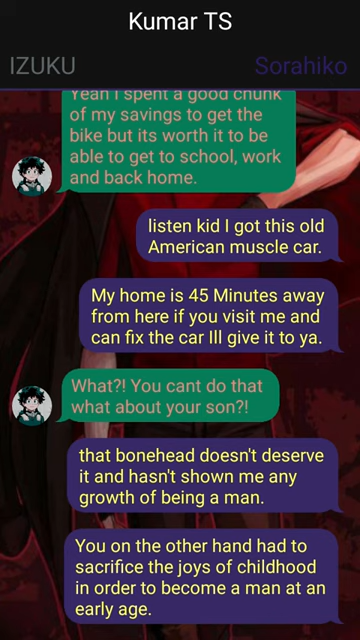 Kumar TS
IZUKU
Sorahiko
Yeah I spent a good chunk
of my savings to get the
bike but its worth it to be
able to get to school, work
and back home.
listen kid I got this old
American muscle car.
My home is 45 Minutes away
from here if you visit me and
can fix the car Ill give it to ya.
What?! You cant do that
what about your son?!
that bonehead doesn't deserve
it and hasn't shown me any
growth of being a man.
You on the other hand had to
sacrifice the joys of childhood
in order to become a man at an
early age.